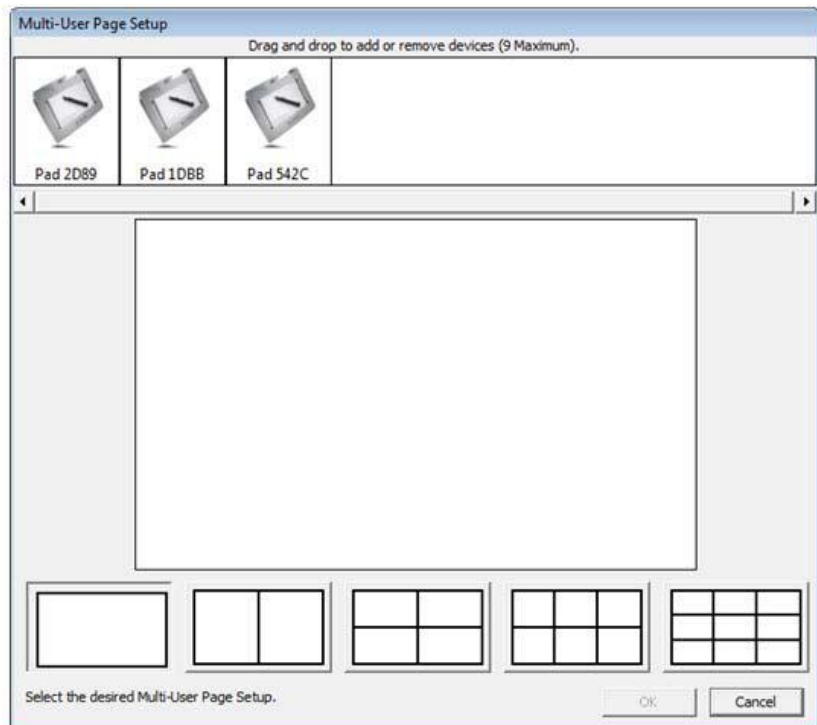 Multi-User Page Setup
Drag and drop to add or remove devices (9 Maximum).
Pad 2D89 Pad 1DBB Pad 542C
Select the desired Multi-User Page Setup.
OK Cancel